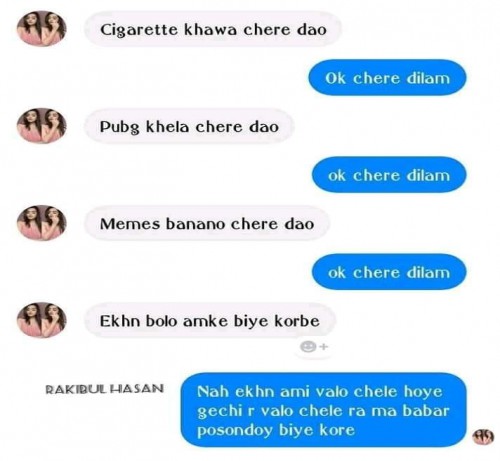 Cigarette khawa chere dao
Ok chere dilam
Pubg khela chere dao
ok chere dilam
Memes banano chere dao
ok chere dilam
Ekhn bolo amke biye korbe
RAKIBUL HASAN
Nah ekhn ami valo chele hoye
gechi r valo chele ra ma babar
posondoy biye kore